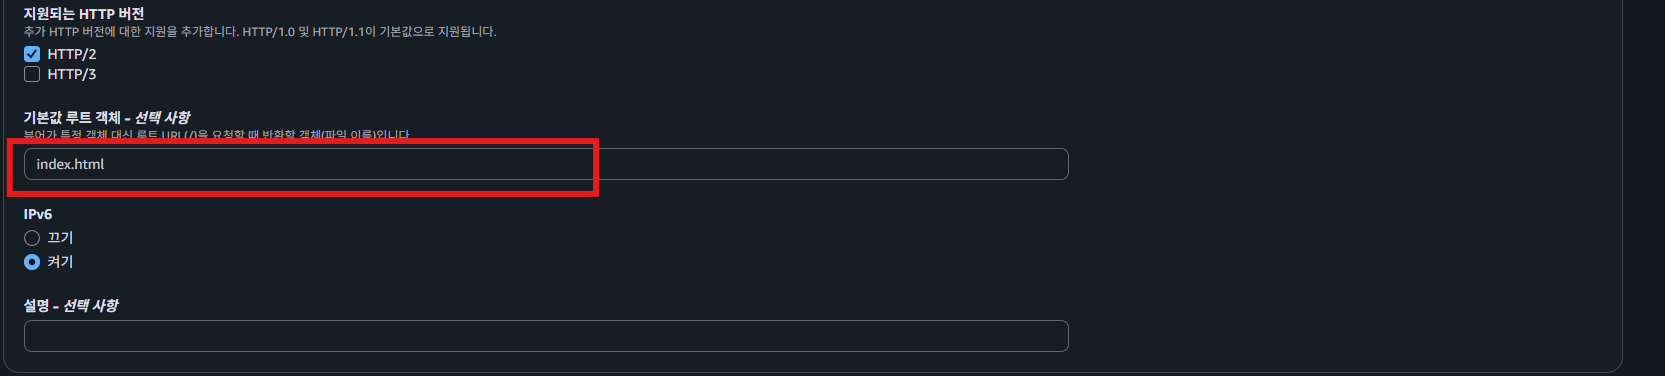 지원되는 HTTP 버전
추가 HTTP 버전에 대한 지원을 추가합니다. HTTP/1.0 및 HTTP/1.1이 기본값으로 지원됩니다.
HTTP/2
HTTP/3
기본값 루트 객체 - 선택 사항
뷰어가 특정 객체 대신 루트 URL(/)을 요청할 때 반환할 객체(파일 이름)입니다.
index.html
IPv6
끄기
켜기
설명 - 선택 사항